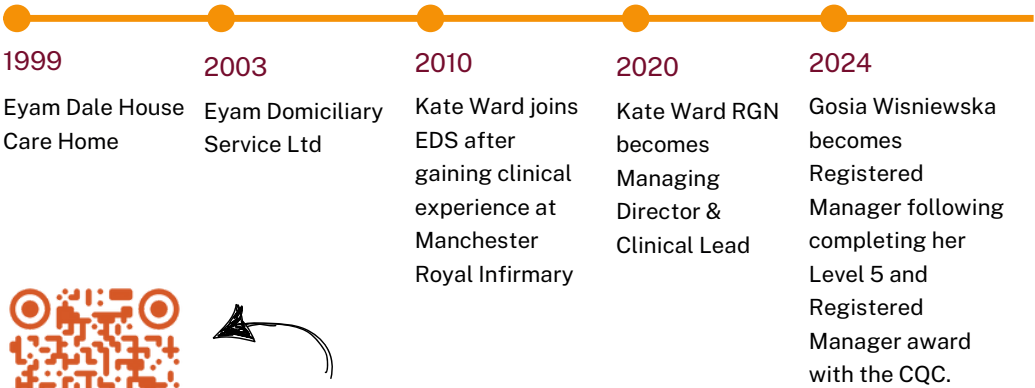 1999
Eyam Dale House
Care Home
2003
Eyam Domiciliary
Service Ltd
2010
Kate Ward joins
EDS after
gaining clinical
experience at
Manchester
Royal Infirmary
2020
Kate Ward RGN
becomes
Managing
Director &
Clinical Lead
2024
Gosia Wisniewska
becomes
Registered
Manager following
completing her
Level 5 and
Registered
Manager award
with the CQC.